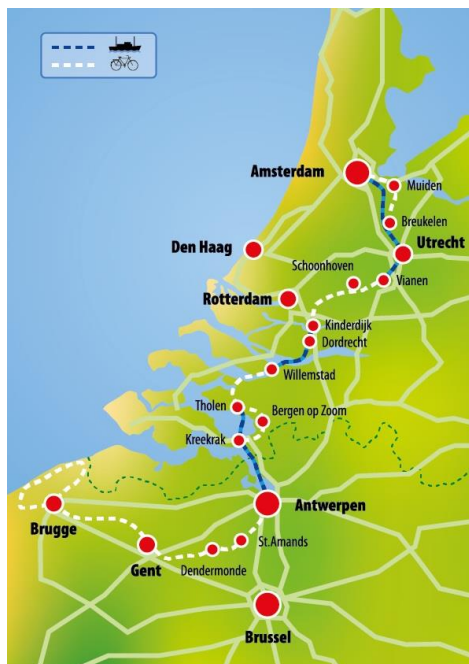 Amsterdam
Muiden
Breukelen
Utrecht
Den Haag
Schoonhoven
Vianen
Rotterdam
Kinderdijk
Dordrecht
Willemstad
Tholen
Bergen op Zoom
Kreekrak
Antwerpen
Brugge
St.Amands
Gent
Dendermonde
Brussel